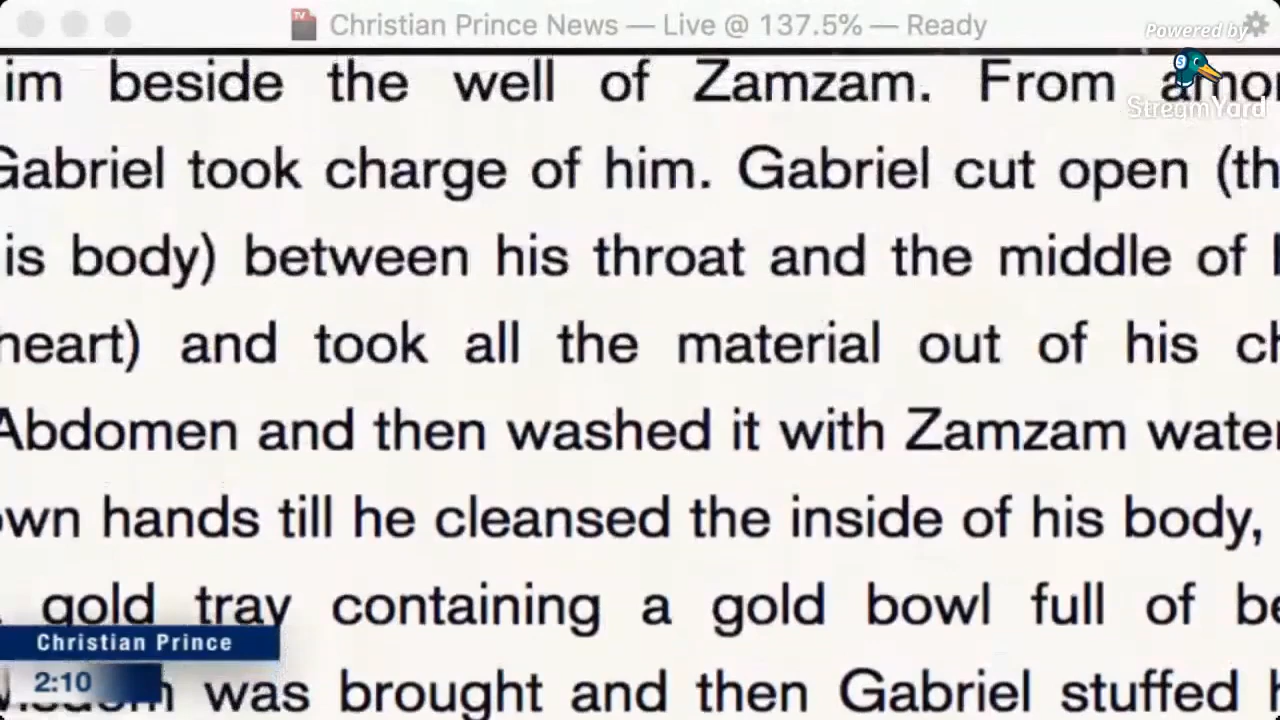 Christian Prince News — Live @ 137.5% — Ready
Powered by
StreamYard
im beside the well of Zamzam. From amon
Gabriel took charge of him. Gabriel cut open (th
is body) between his throat and the middle of
heart) and took all the material out of his ch
Abdomen and then washed it with Zamzam water
own hands till he cleansed the inside of his body,
gold tray containing a gold bowl full of be
was brought and then Gabriel stuffed
Christian Prince
2:10